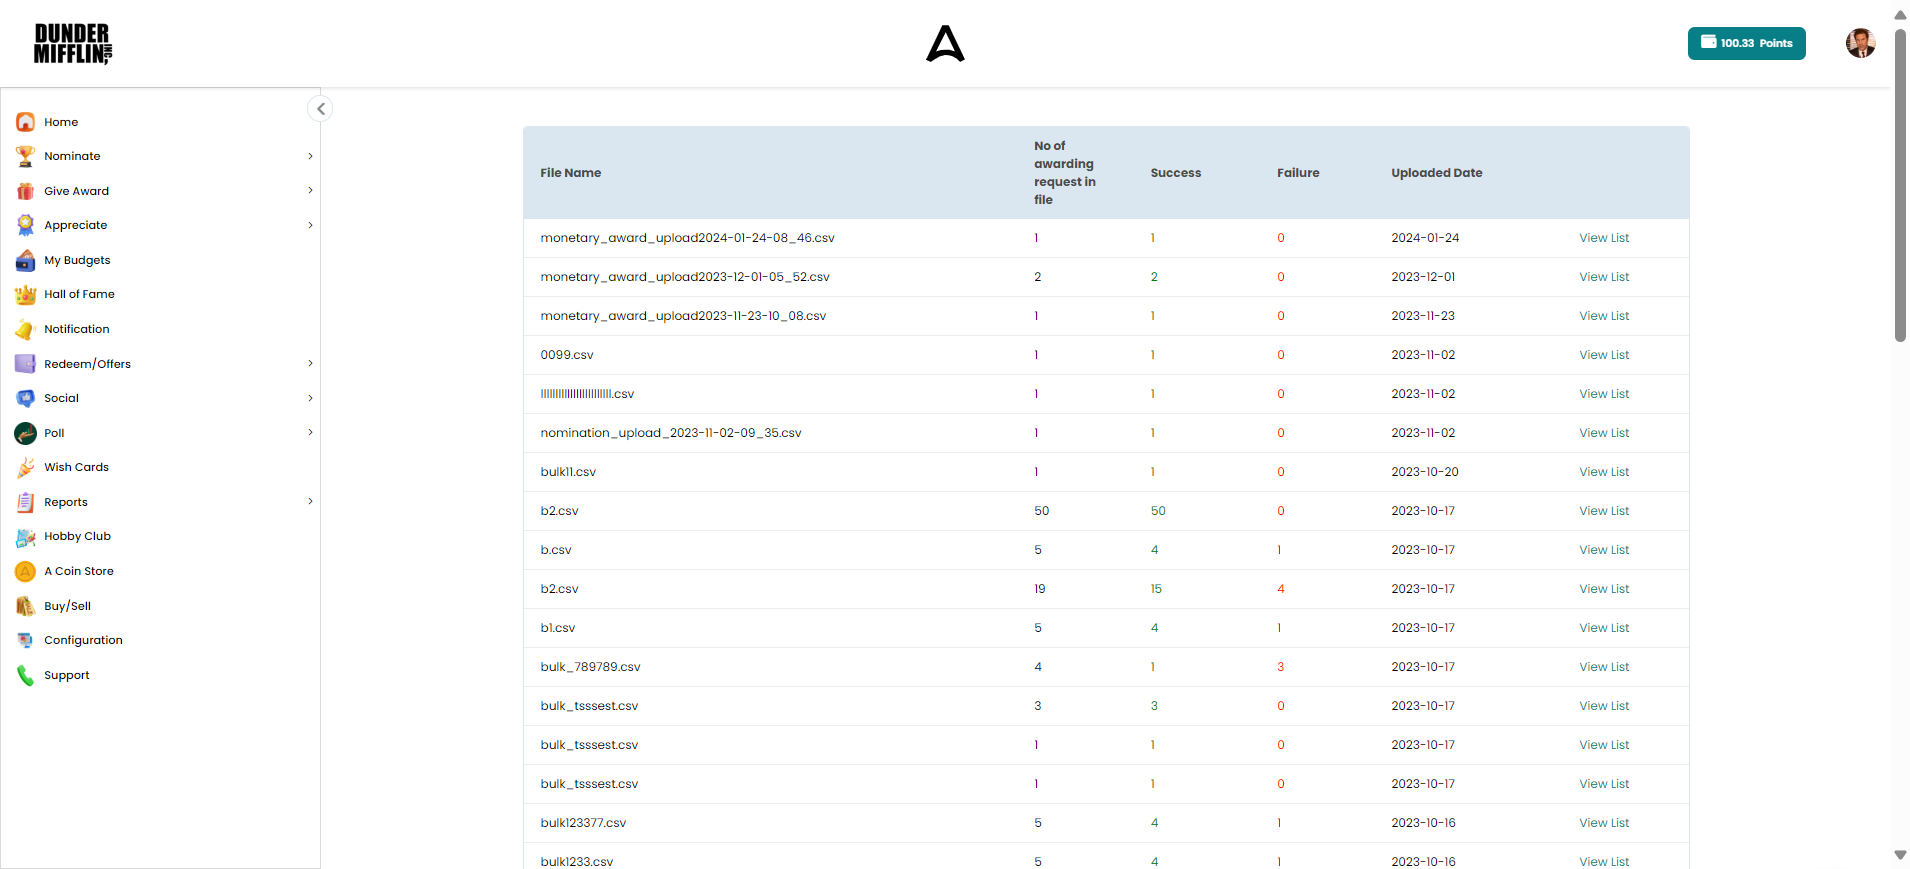 DUNDER
MIFFLIN, INC
100.33 Points
Home
Nominate
Give Award
Appreciate
My Budgets
Hall of Fame
Notification
Redeem/Offers
Social
Poll
Wish Cards
Reports
Hobby Club
A Coin Store
Buy/Sell
Configuration
Support
File Name No of awarding request in file Success Failure Uploaded Date
monetary_award_upload2024-01-24-08_46.csv 1 1 0 2024-01-24 View List
monetary_award_upload2023-12-01-05_52.csv 2 2 0 2023-12-01 View List
monetary_award_upload2023-11-23-10_08.csv 1 1 0 2023-11-23 View List
0099.csv 1 1 0 2023-11-02 View List
.csv 1 1 0 2023-11-02 View List
nomination_upload_2023-11-02-09_35.csv 1 1 0 2023-11-02 View List
bulk11.csv 1 1 0 2023-10-20 View List
b2.csv 50 50 0 2023-10-17 View List
b.csv 5 4 1 2023-10-17 View List
b2.csv 19 15 4 2023-10-17 View List
b1.csv 5 4 1 2023-10-17 View List
bulk_789789.csv 4 1 3 2023-10-17 View List
bulk_tsssest.csv 3 3 0 2023-10-17 View List
bulk_tsssest.csv 1 1 0 2023-10-17 View List
bulk_tsssest.csv 1 1 0 2023-10-17 View List
bulk123377.csv 5 4 1 2023-10-16 View List
bulk1233.csv 5 4 1 2023-10-16 View List